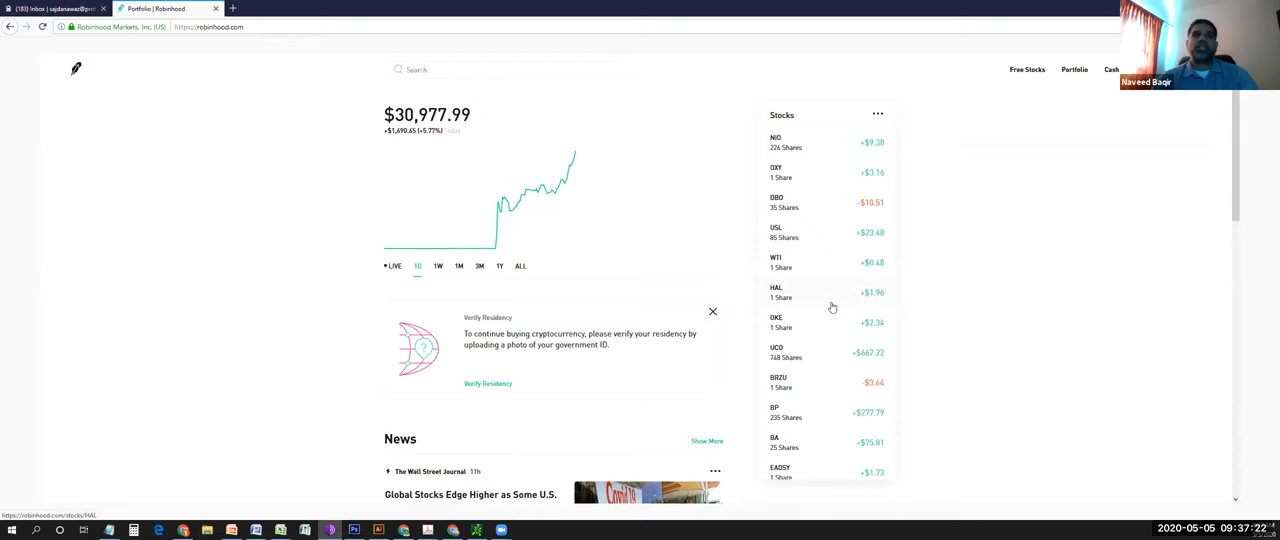 (183) Inbox | sajdanawaz@prot
Portfolio | Robinhood
Robinhood Markets, Inc. (US)
https://robinhood.com
Naveed Baqir
Search
Free Stocks
Portfolio
Cash
$30,977.99
+$1,690.65 (+5.77%) Today
LIVE 1D 1W 1M 3M 1Y ALL
Verify Residency
To continue buying cryptocurrency, please verify your residency by
uploading a photo of your government ID.
Verify Residency
News
Show More
The Wall Street Journal 11h
Global Stocks Edge Higher as Some U.S.
Covid 19
Stocks
NIO
226 Shares
+$9.38
OXY
1 Share
+$3.16
DBO
35 Shares
-$10.51
USL
85 Shares
+$23.48
WTI
1 Share
+$0.48
HAL
1 Share
+$1.96
OKE
1 Share
+$2.34
UCO
748 Shares
+$667.22
BRZU
1 Share
-$3.64
BP
235 Shares
+$277.79
BA
25 Shares
+$75.81
EADSY
1 Share
+$1.73
https://robinhood.com/stocks/HAL
2020-05-05 09:37:22